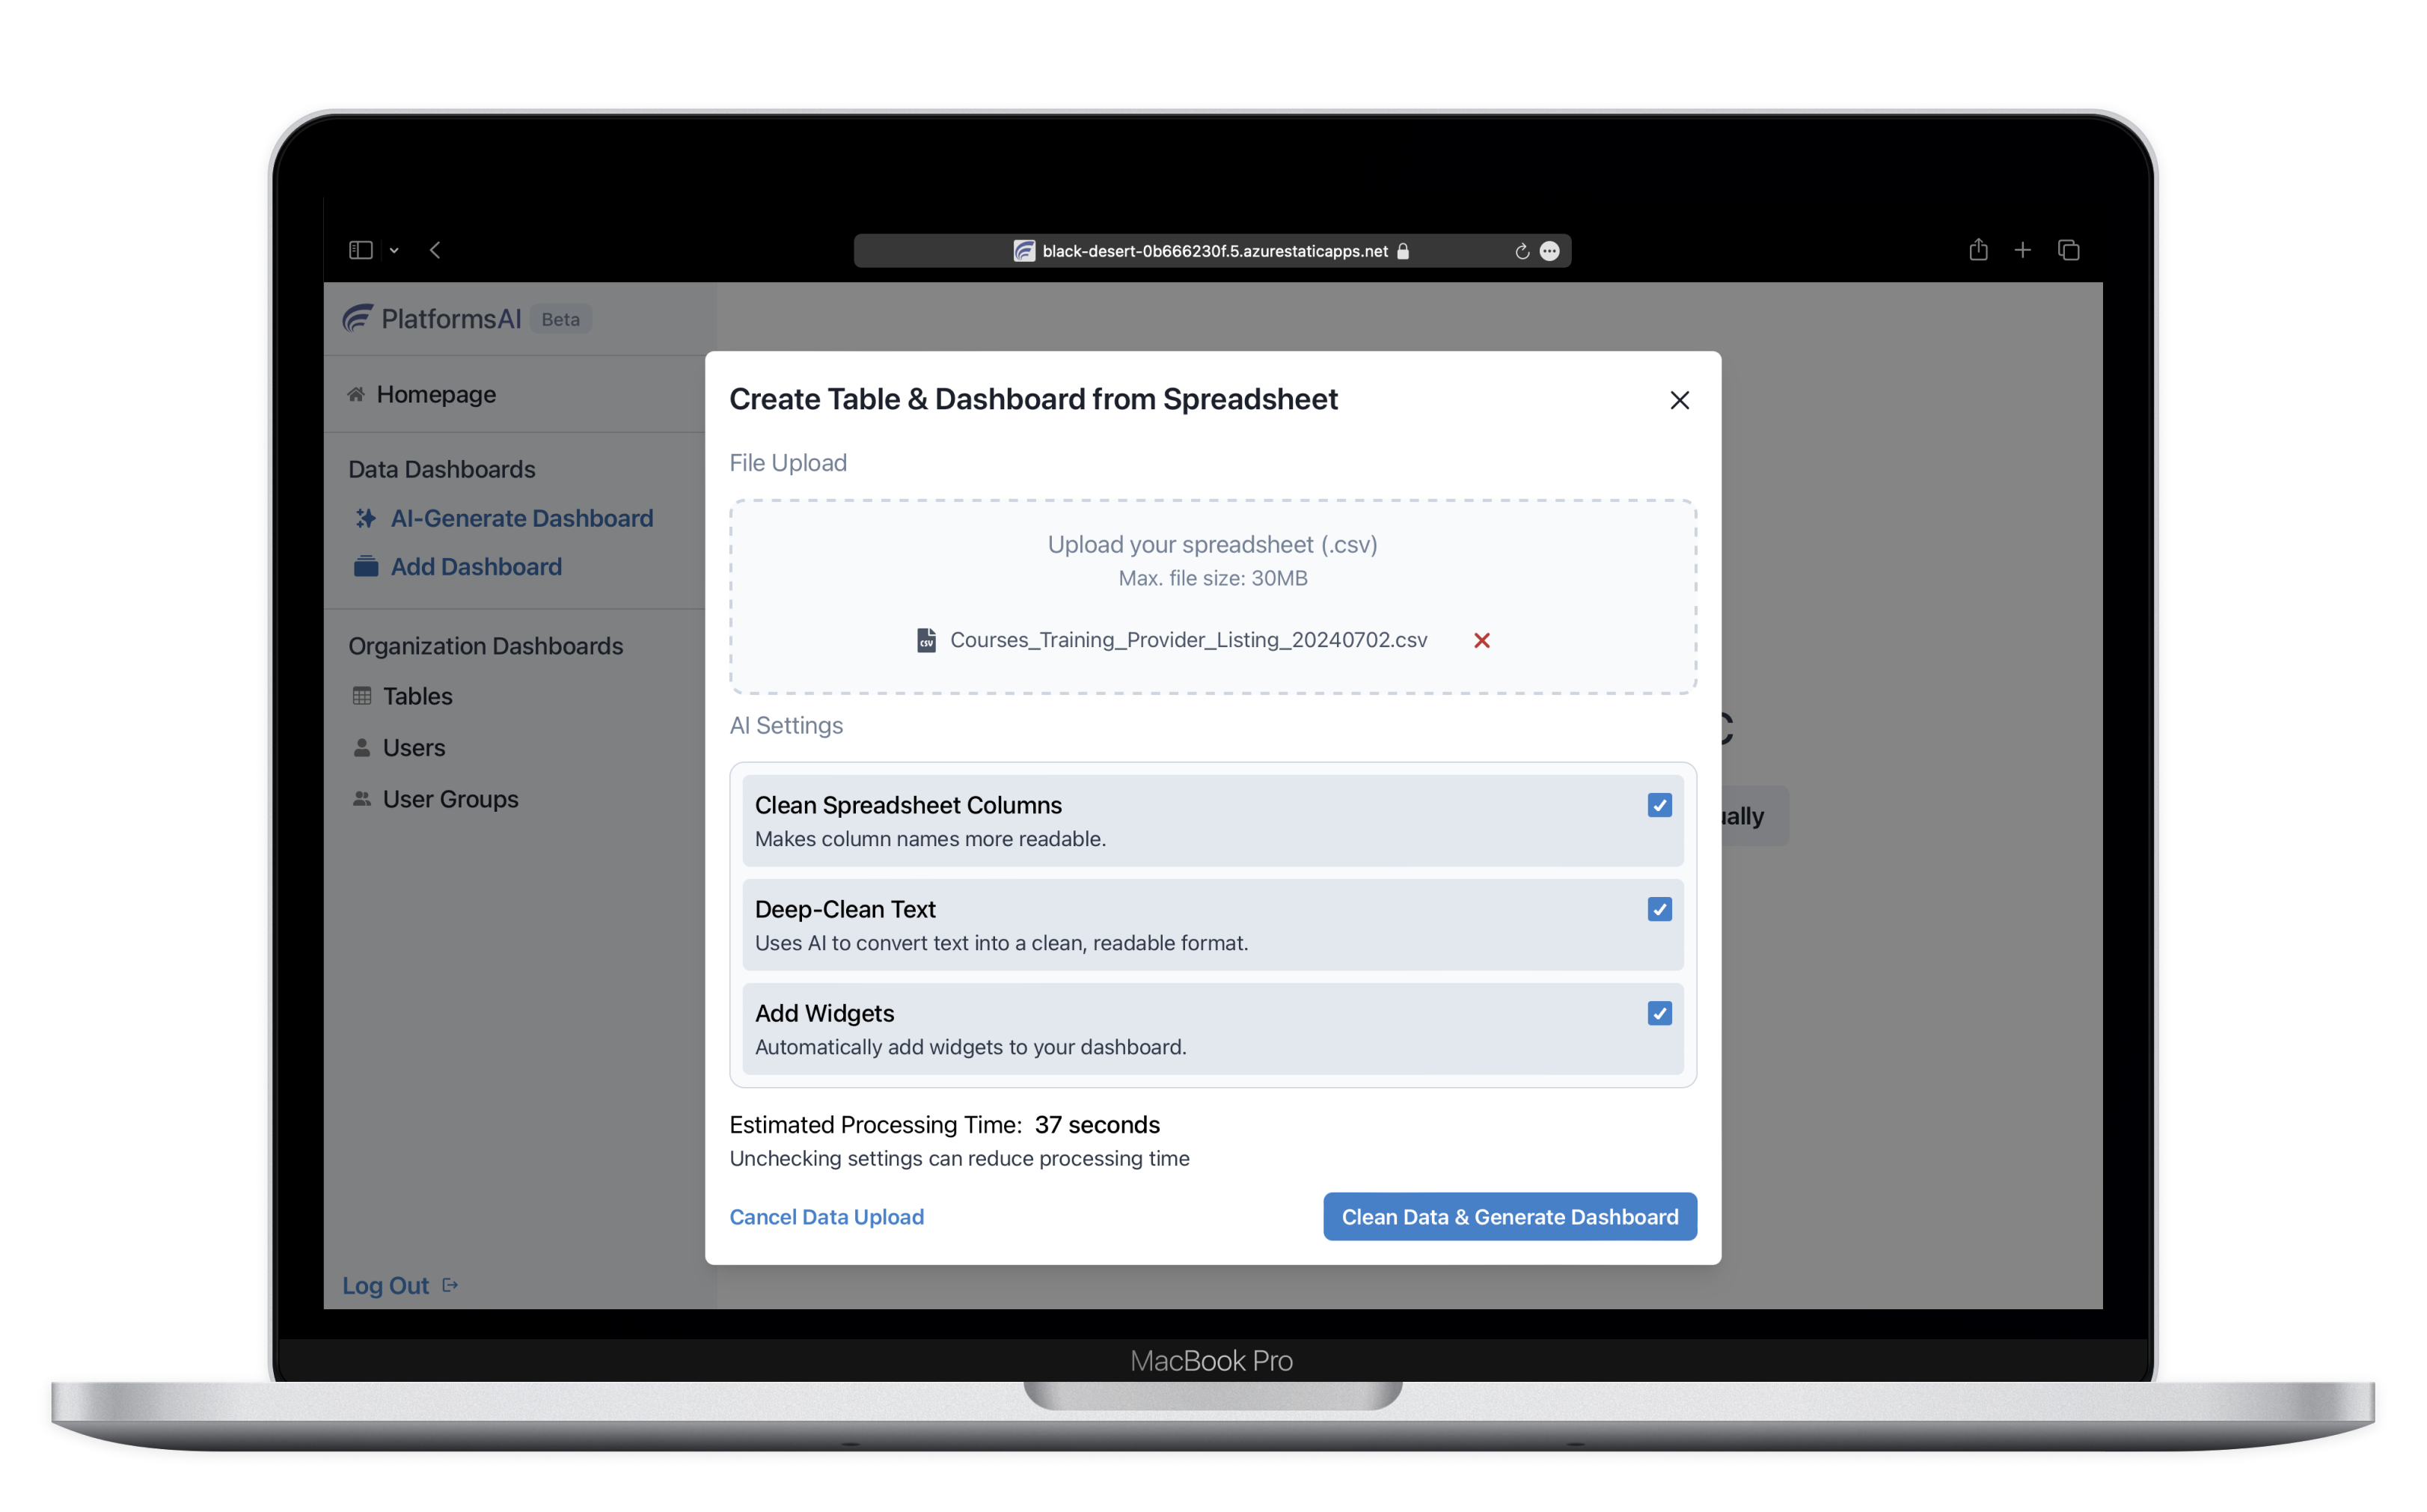 black-desert-0b666230f.5.azurestaticapps.net
PlatformsAI Beta
Homepage
Data Dashboards
AI-Generate Dashboard
Add Dashboard
Organization Dashboards
Tables
Users
User Groups
Log Out
Create Table & Dashboard from Spreadsheet
File Upload
Upload your spreadsheet (.csv)
Max. file size: 30MB
CSV Courses_Training_Provider_Listing_20240702.csv
AI Settings
Clean Spreadsheet Columns
Makes column names more readable.
Deep-Clean Text
Uses AI to convert text into a clean, readable format.
Add Widgets
Automatically add widgets to your dashboard.
Estimated Processing Time: 37 seconds
Unchecking settings can reduce processing time
Cancel Data Upload
Clean Data & Generate Dashboard
MacBook Pro